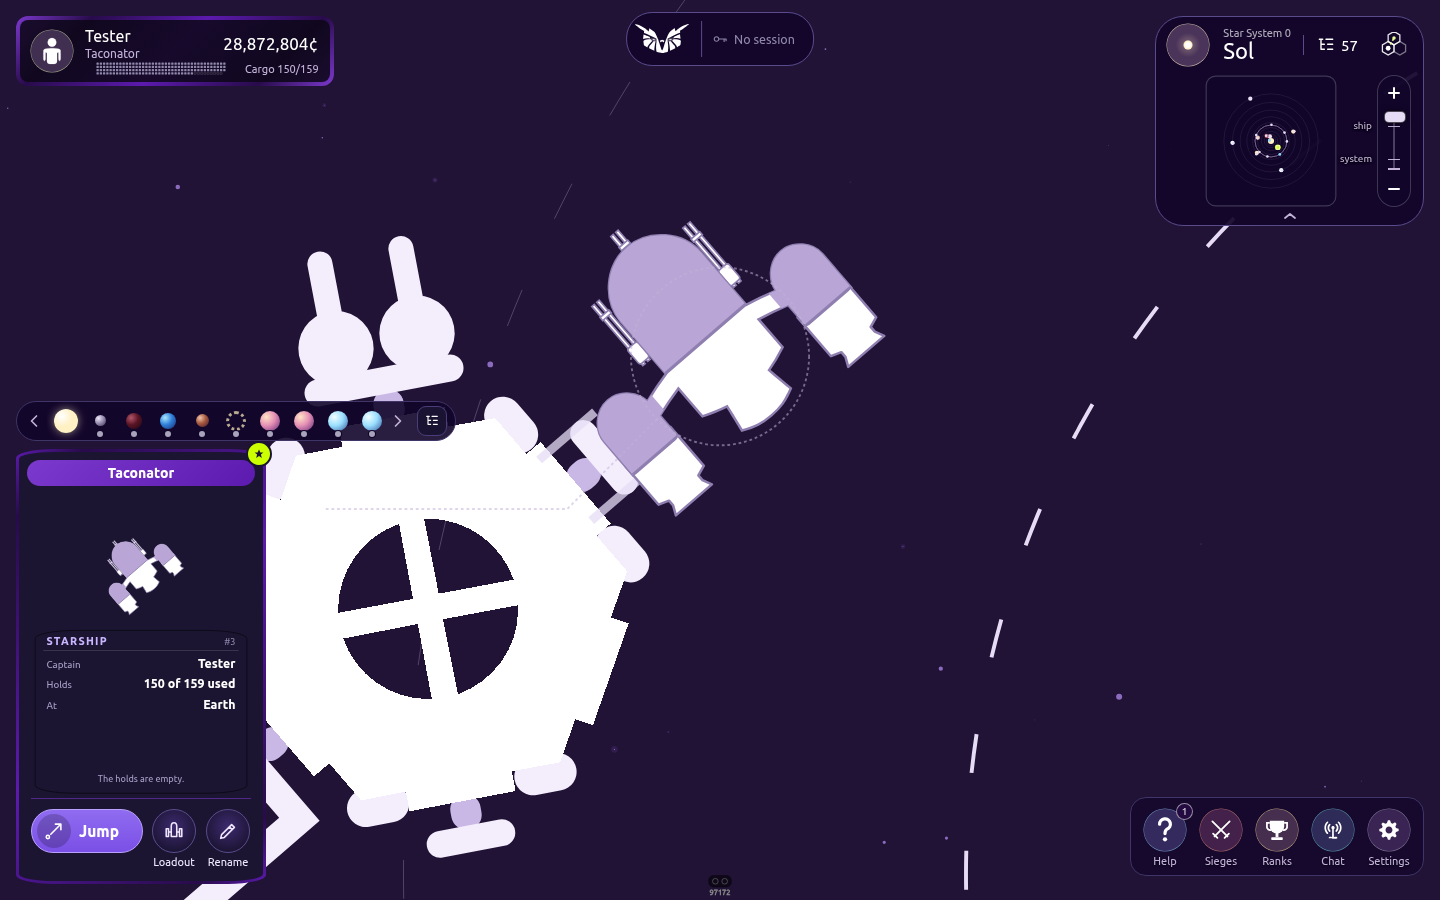 Tester
28,872,804¢
Taconator
Cargo 150/159
No session
Star System 0
Sol
57
ship
system
Taconator
STARSHIP #3
Captain Tester
Holds 150 of 159 used
At Earth
The holds are empty.
Jump
Loadout
Rename
1
Help
Sieges
Ranks
Chat
Settings
97172